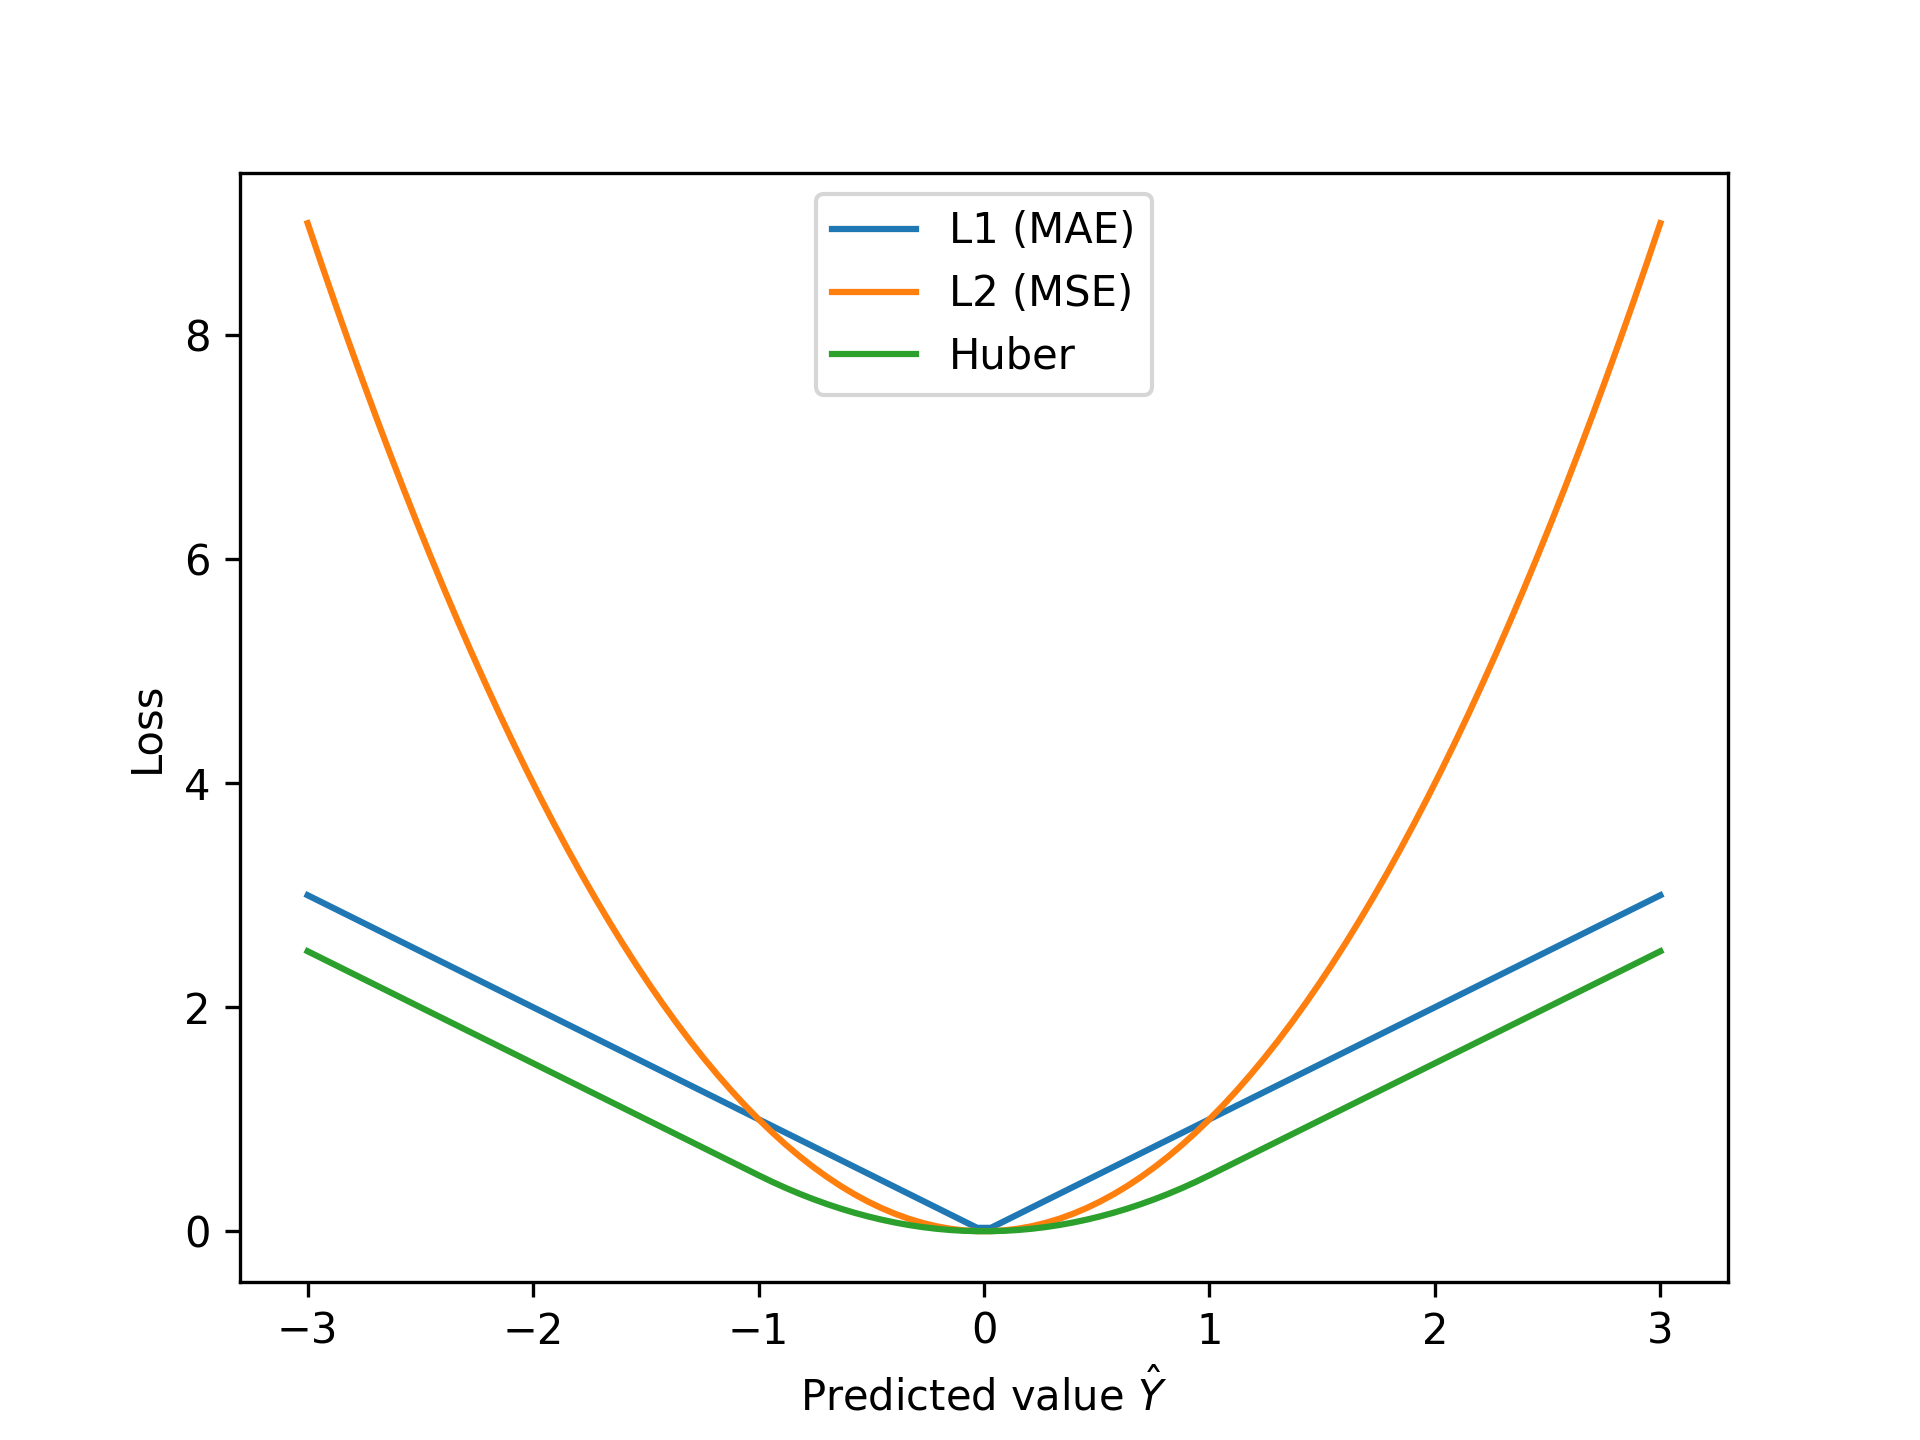 L1 (MAE)
L2 (MSE)
Huber
8
6
4
2
0
Loss
−3 −2 −1 0 1 2 3
Predicted value Ŷ